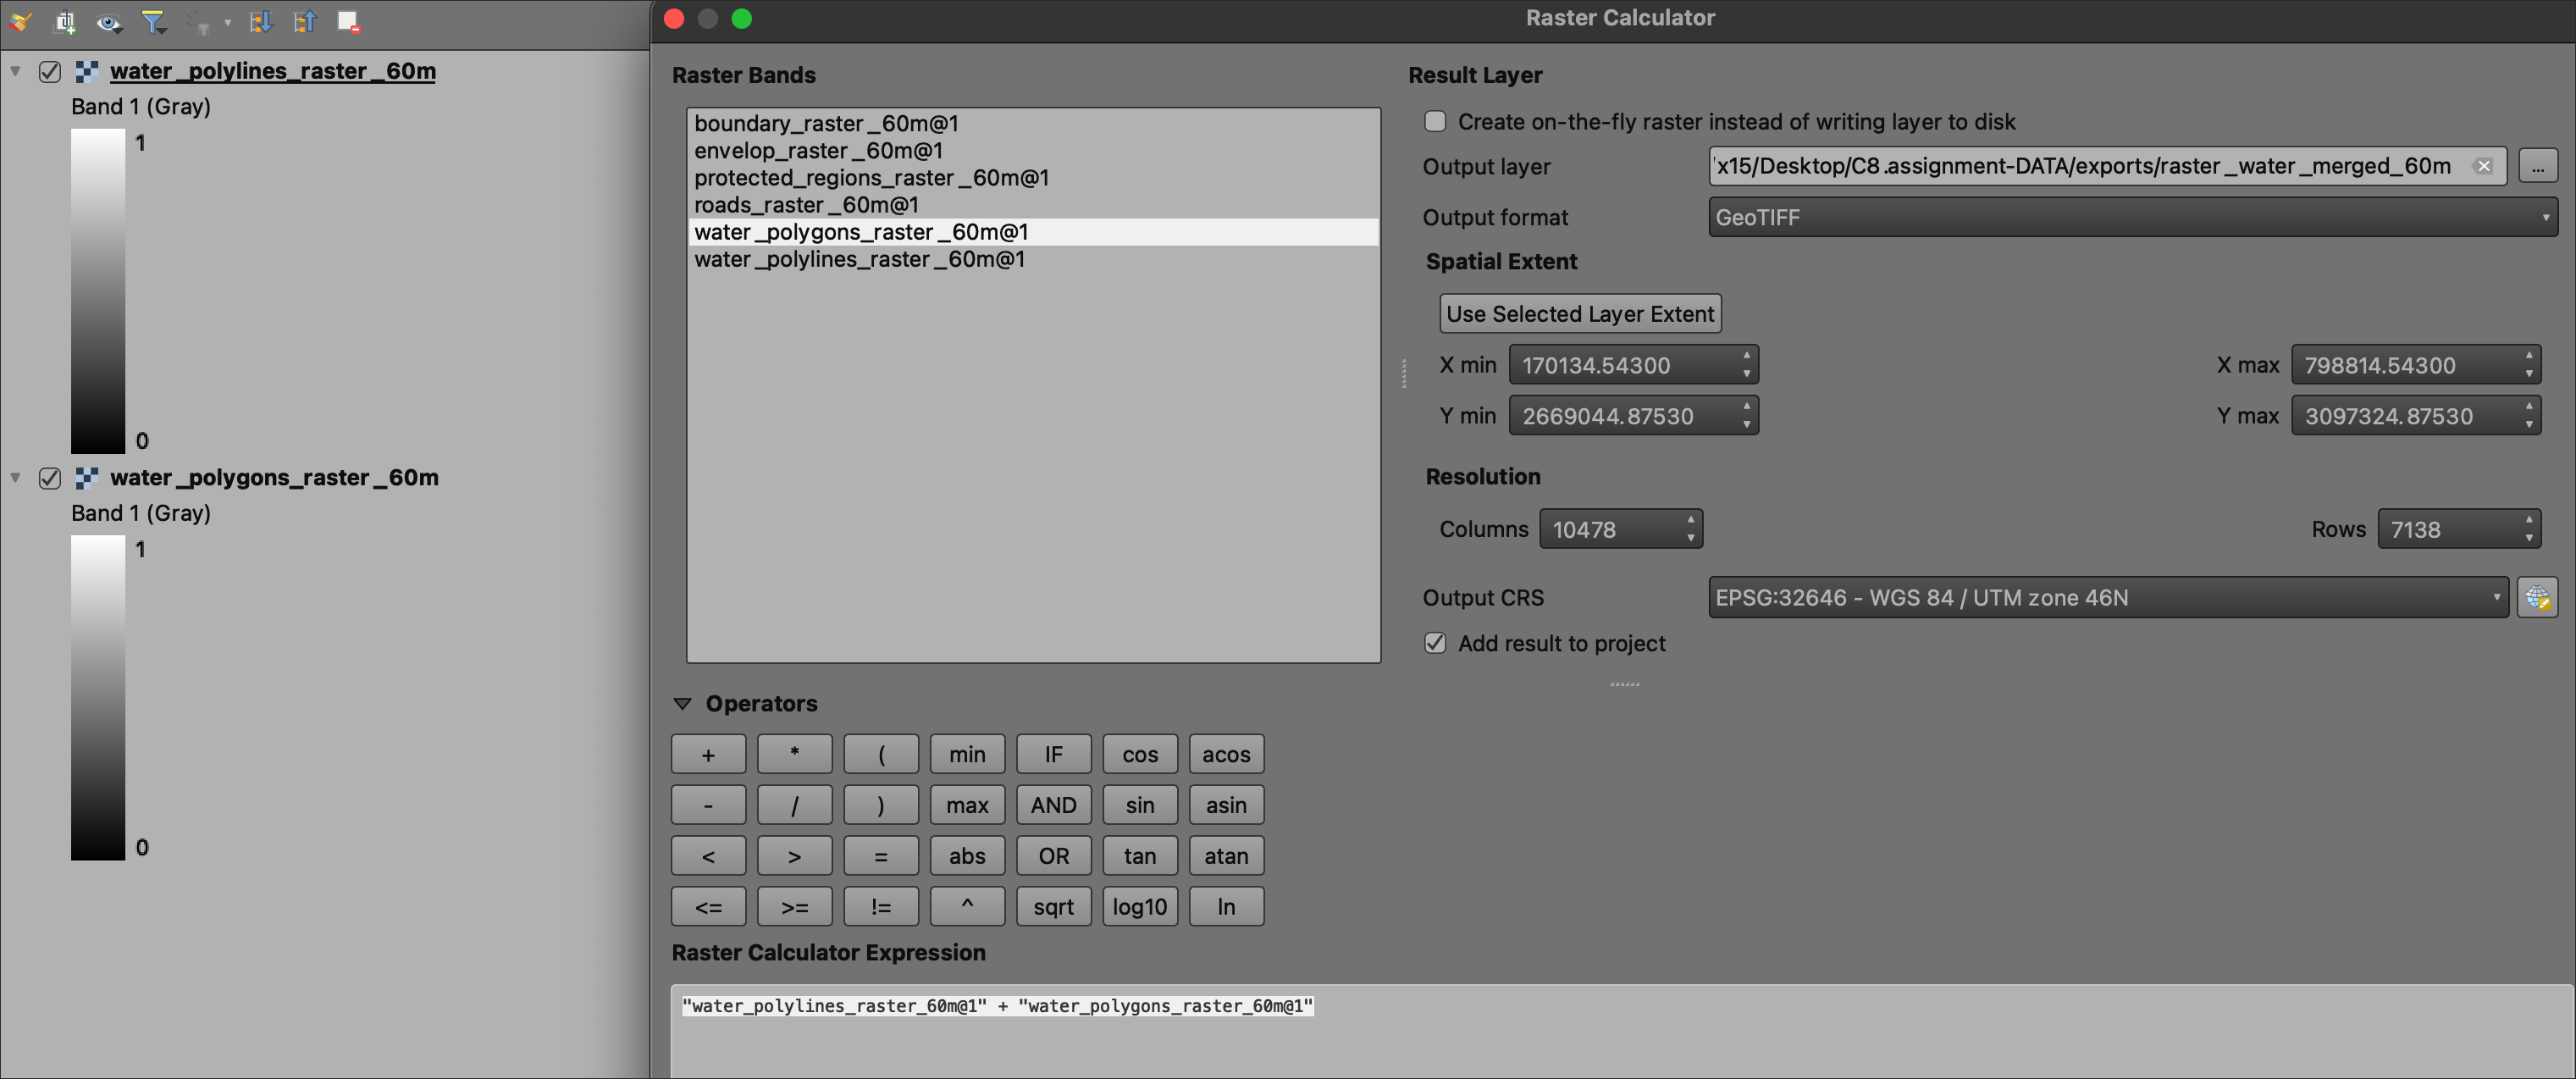 water_polylines_raster_60m
Band 1 (Gray)
1
0
water_polygons_raster_60m
Band 1 (Gray)
1
0
Raster Calculator
Raster Bands
boundary_raster_60m@1
envelop_raster_60m@1
protected_regions_raster_60m@1
roads_raster_60m@1
water_polygons_raster_60m@1
water_polylines_raster_60m@1
Result Layer
Create on-the-fly raster instead of writing layer to disk
Output layer
x15/Desktop/C8.assignment-DATA/exports/raster_water_merged_60m
...
Output format
GeoTIFF
Spatial Extent
Use Selected Layer Extent
X min 170134.54300 X max 798814.54300
Y min 2669044.87530 Y max 3097324.87530
Resolution
Columns 10478 Rows 7138
Output CRS EPSG:32646 - WGS 84 / UTM zone 46N
Add result to project
Operators
+ * ( min IF cos acos
- / ) max AND sin asin
< > = abs OR tan atan
<= >= != ^ sqrt log10 ln
Raster Calculator Expression
"water_polylines_raster_60m@1" + "water_polygons_raster_60m@1"